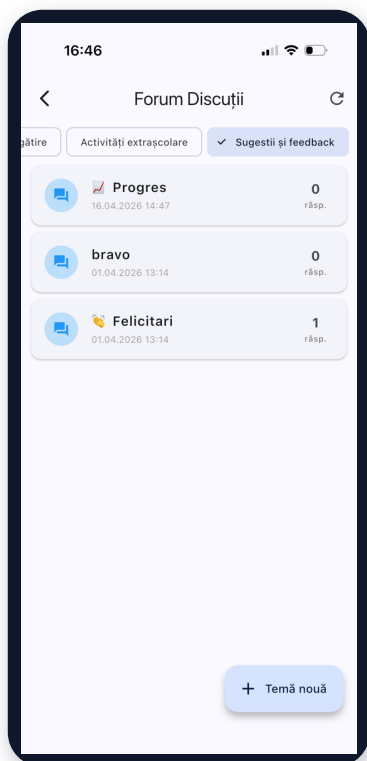 16:46
Forum Discuții
gătire
Activități extrașcolare
✓ Sugestii și feedback
📈 Progres
0
16.04.2026 14:47
răsp.
bravo
0
01.04.2026 13:14
răsp.
👏 Felicitari
1
01.04.2026 13:14
răsp.
+ Temă nouă